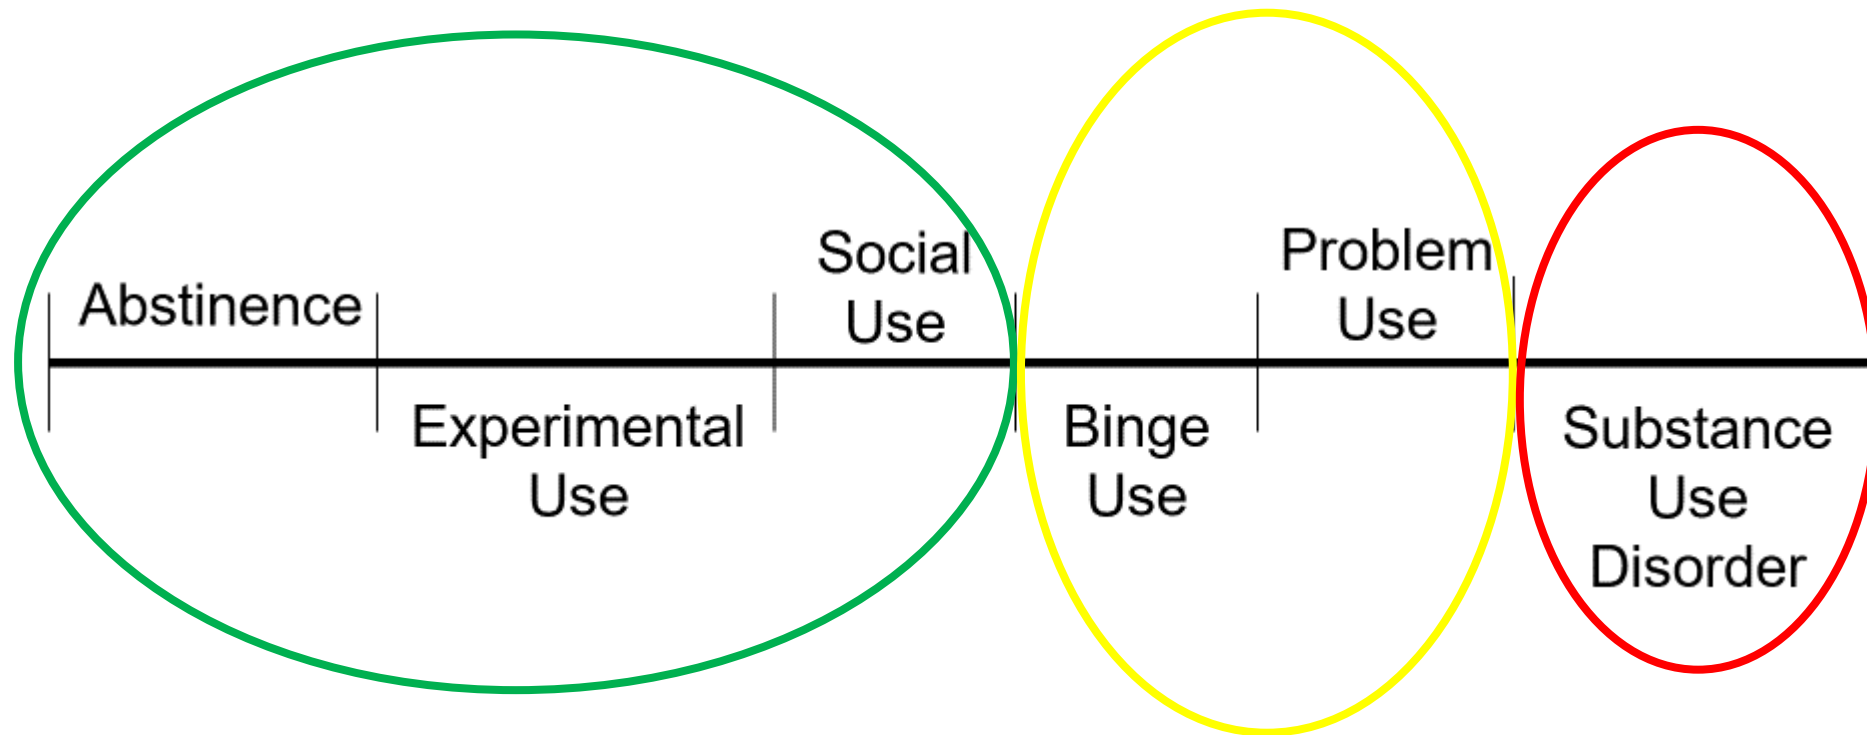 Abstinence
Experimental
Use
Social
Use
Binge
Use
Problem
Use
Substance
Use
Disorder